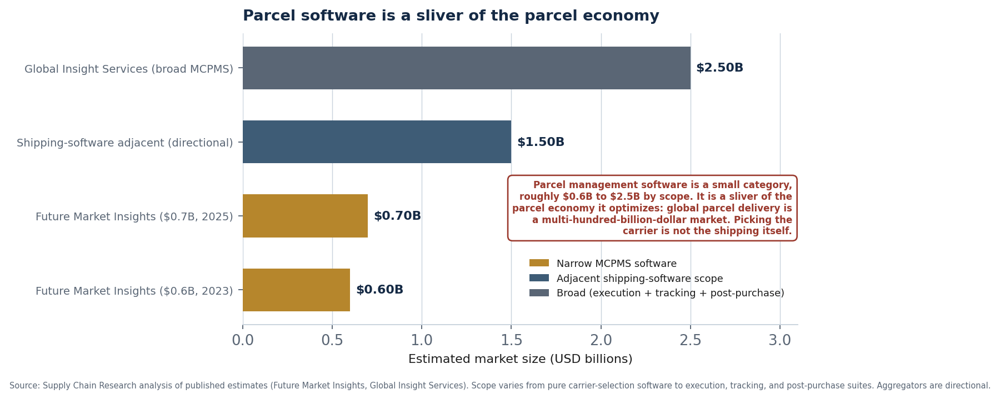 Parcel software is a sliver of the parcel economy
Global Insight Services (broad MCPMS)
$2.50B
Shipping-software adjacent (directional)
$1.50B
Future Market Insights ($0.7B, 2025)
$0.70B
Parcel management software is a small category,
roughly $0.6B to $2.5B by scope. It is a sliver of the
parcel economy it optimizes: global parcel delivery is
a multi-hundred-billion-dollar market. Picking the
carrier is not the shipping itself.
Future Market Insights ($0.6B, 2023)
$0.60B
Narrow MCPMS software
Adjacent shipping-software scope
Broad (execution + tracking + post-purchase)
0.0 0.5 1.0 1.5 2.0 2.5 3.0
Estimated market size (USD billions)
Source: Supply Chain Research analysis of published estimates (Future Market Insights, Global Insight Services). Scope varies from pure carrier-selection software to execution, tracking, and post-purchase suites. Aggregators are directional.